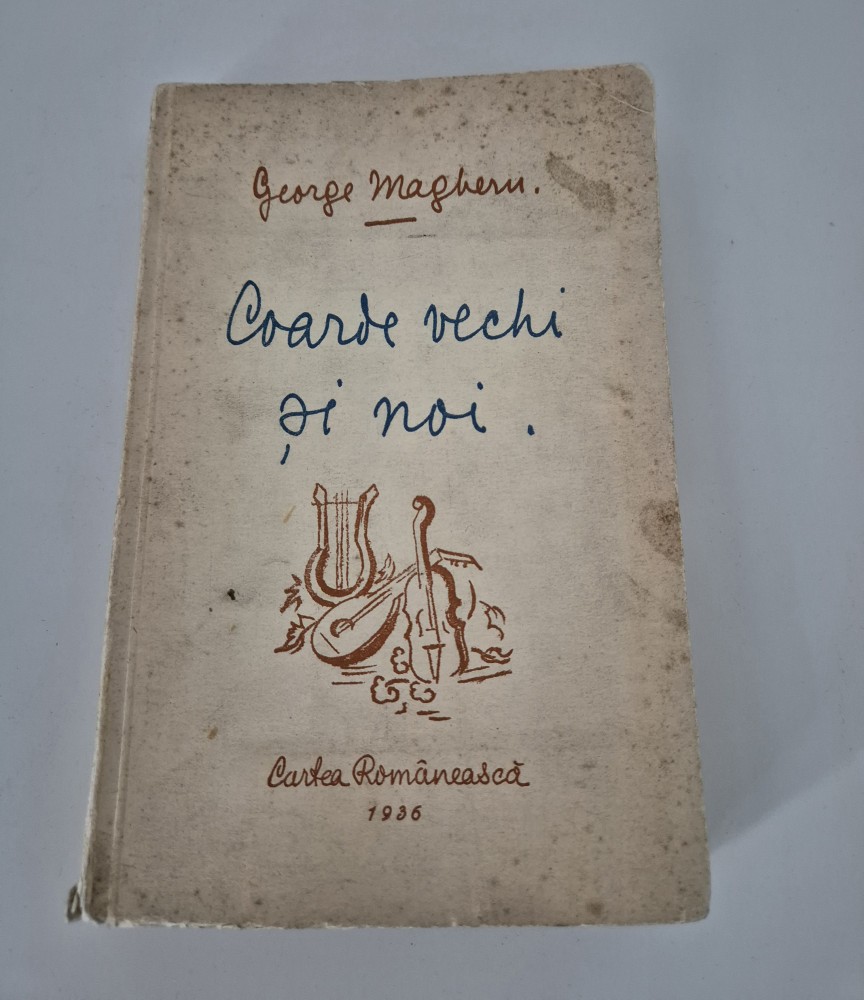 George Magheru.
Coarde vechi
și noi.
Cartea Românească
1936